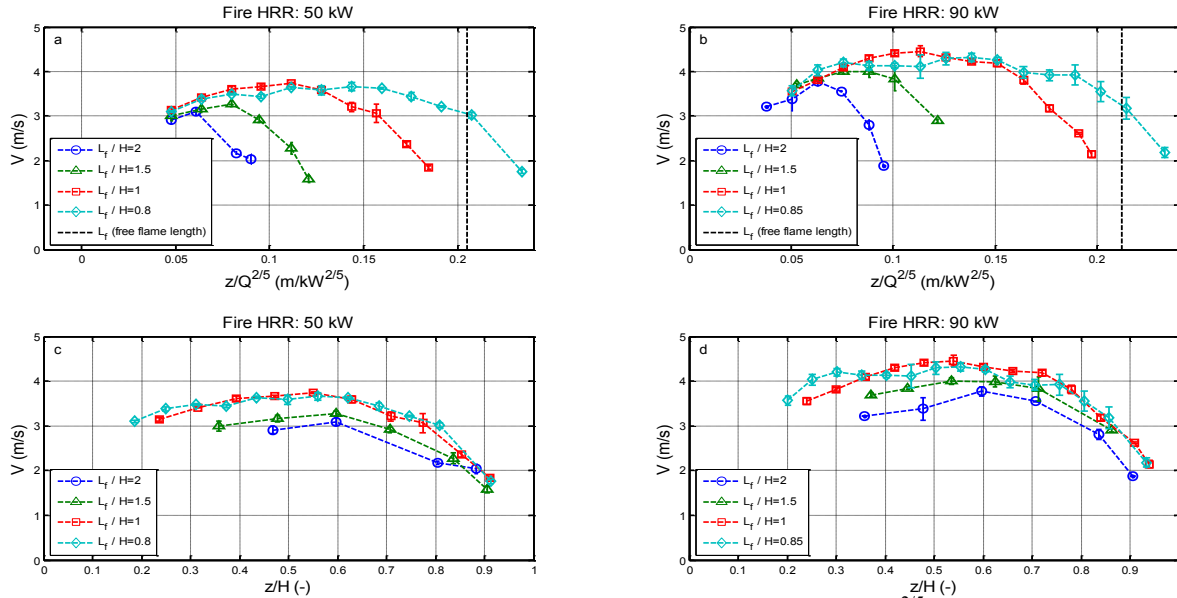 Fire HRR: 50 kW
a
5
4
3
2
1
0
V (m/s)
L_f / H=2
L_f / H=1.5
L_f / H=1
L_f / H=0.8
L_f (free flame length)
0 0.05 0.1 0.15 0.2
z/Q^2/5 (m/kW^2/5)
Fire HRR: 90 kW
b
5
4
3
2
1
0
V (m/s)
L_f / H=2
L_f / H=1.5
L_f / H=1
L_f / H=0.85
L_f (free flame length)
0 0.05 0.1 0.15 0.2
z/Q^2/5 (m/kW^2/5)
Fire HRR: 50 kW
c
5
4
3
2
1
0
V (m/s)
L_f / H=2
L_f / H=1.5
L_f / H=1
L_f / H=0.8
0 0.1 0.2 0.3 0.4 0.5 0.6 0.7 0.8 0.9 1
z/H (-)
Fire HRR: 90 kW
d
5
4
3
2
1
0
V (m/s)
L_f / H=2
L_f / H=1.5
L_f / H=1
L_f / H=0.85
0 0.1 0.2 0.3 0.4 0.5 0.6 0.7 0.8 0.9
z/H (-)